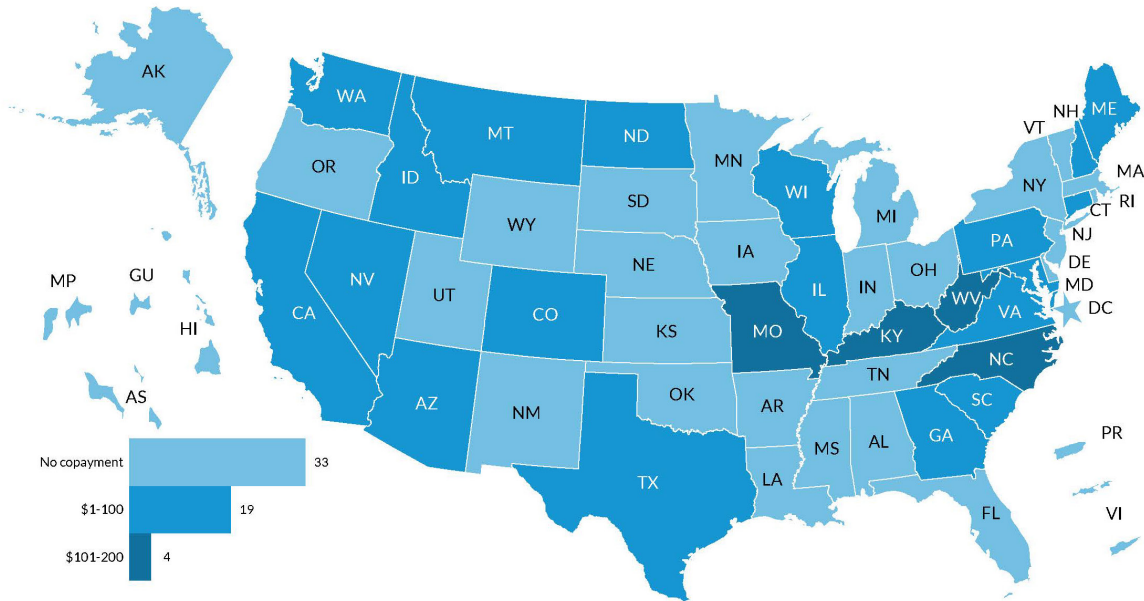 AK
WA
MT
ND
MN
VT
NH
ME
OR
ID
WY
SD
WI
MI
NY
MA
RI
CT
NJ
PA
DE
MD
DC
NV
UT
NE
IA
IL
IN
OH
WV
VA
CA
CO
KS
MO
KY
NC
TN
SC
AZ
NM
OK
AR
MS
AL
GA
TX
LA
FL
MP
GU
HI
AS
PR
VI
No copayment 33
$1-100 19
$101-200 4